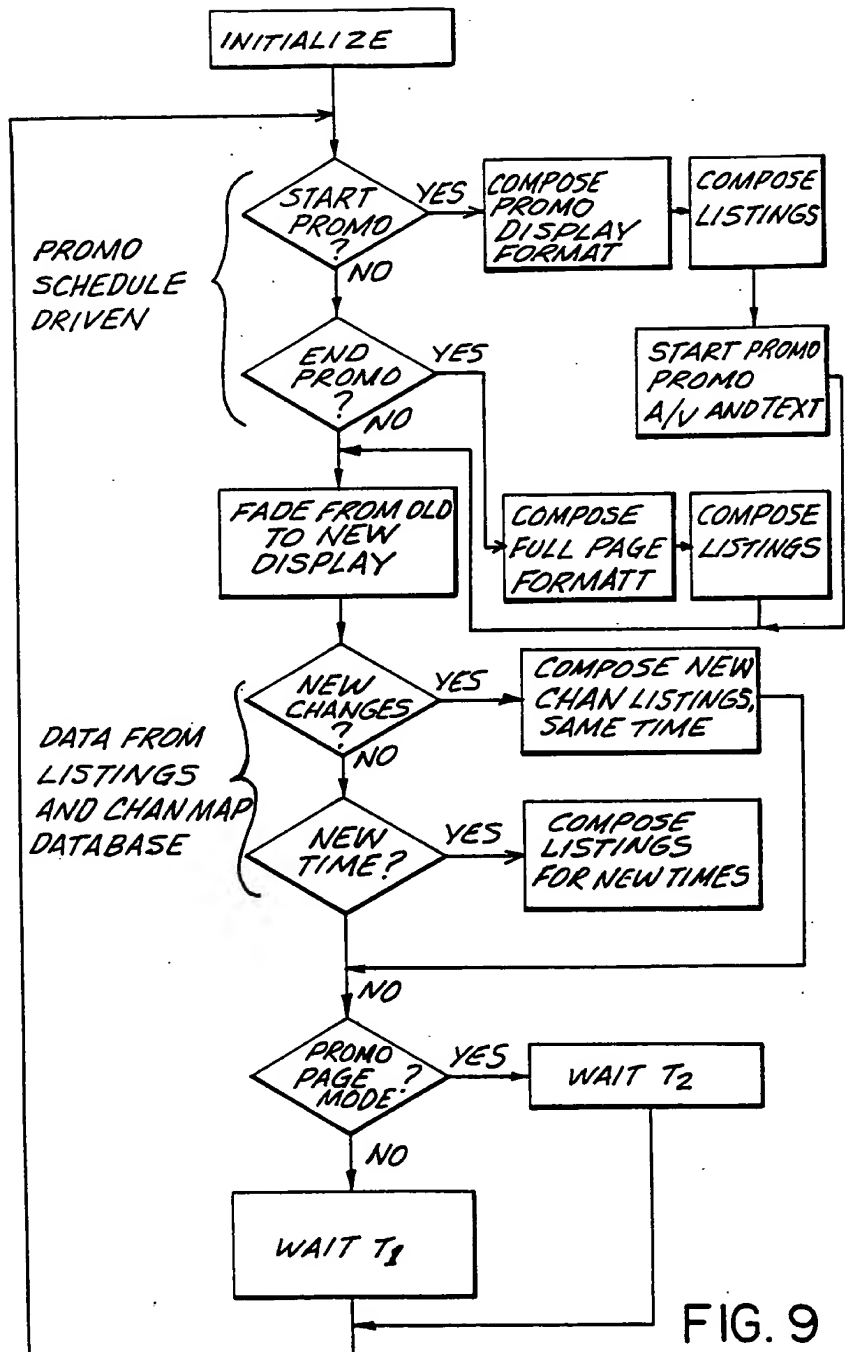 INITIALIZE
START
PROMO
?
YES
NO
COMPOSE
PROMO
DISPLAY
FORMAT
COMPOSE
LISTINGS
PROMO
SCHEDULE
DRIVEN
START PROMO
PROMO
A/V AND TEXT
END
PROMO
?
YES
NO
FADE FROM OLD
TO NEW
DISPLAY
COMPOSE
FULL PAGE
FORMATT
COMPOSE
LISTINGS
NEW
CHANGES
?
YES
NO
COMPOSE NEW
CHAN LISTINGS,
SAME TIME
DATA FROM
LISTINGS
AND CHAN MAP
DATABASE
NEW
TIME?
YES
COMPOSE
LISTINGS
FOR NEW TIMES
NO
PROMO
PAGE ?
MODE
YES
WAIT T2
NO
WAIT T1
FIG. 9